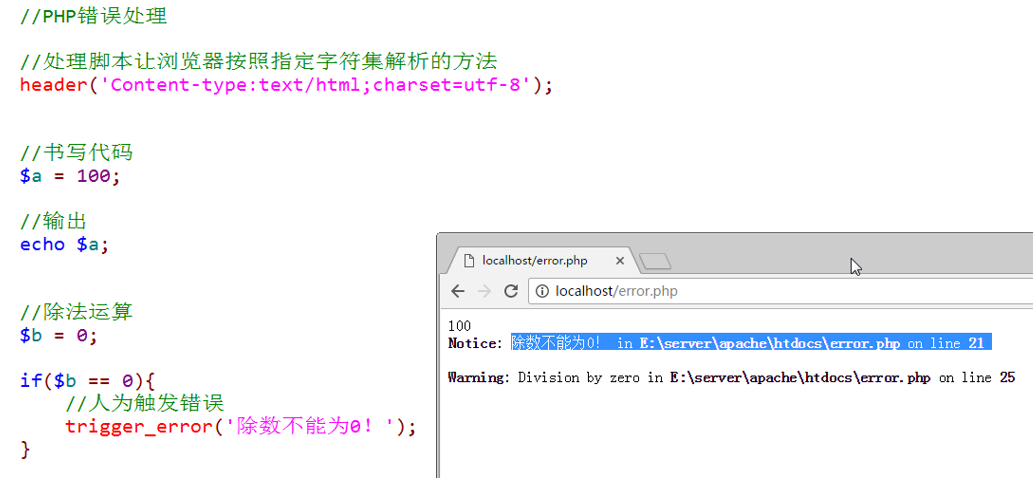 //PHP错误处理
//处理脚本让浏览器按照指定字符集解析的方法
header('Content-type:text/html;charset=utf-8');
//书写代码
$a = 100;
//输出
echo $a;
//除法运算
$b = 0;
if($b == 0){
//人为触发错误
trigger_error('除数不能为0！');
}
localhost/error.php
localhost/error.php
100
Notice: 除数不能为0！ in E:\server\apache\htdocs\error.php on line 21
Warning: Division by zero in E:\server\apache\htdocs\error.php on line 25